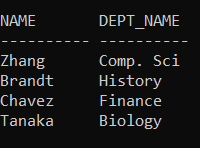 NAME       DEPT_NAME
---------- ----------
Zhang      Comp. Sci
Brandt     History
Chavez     Finance
Tanaka     Biology